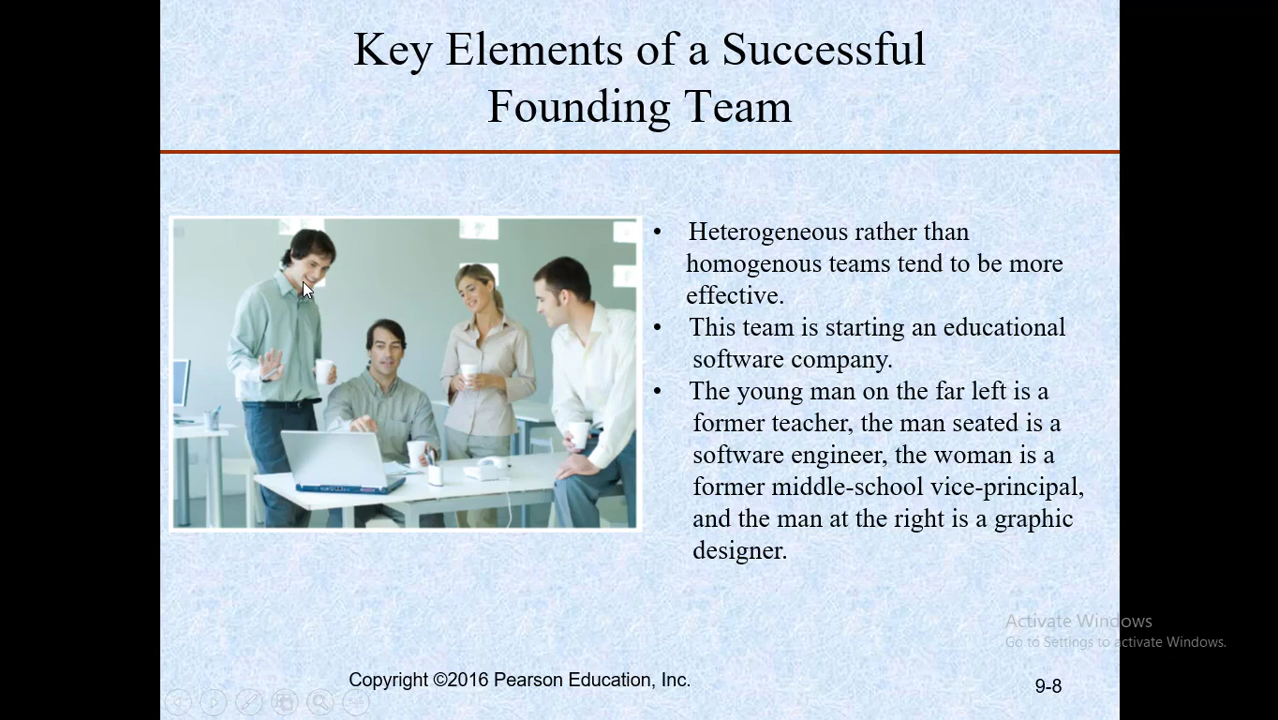 Key Elements of a Successful
Founding Team
• Heterogeneous rather than
homogenous teams tend to be more
effective.
• This team is starting an educational
software company.
• The young man on the far left is a
former teacher, the man seated is a
software engineer, the woman is a
former middle-school vice-principal,
and the man at the right is a graphic
designer.
Activate Windows
Go to Settings to activate Windows.
Copyright ©2016 Pearson Education, Inc.
9-8